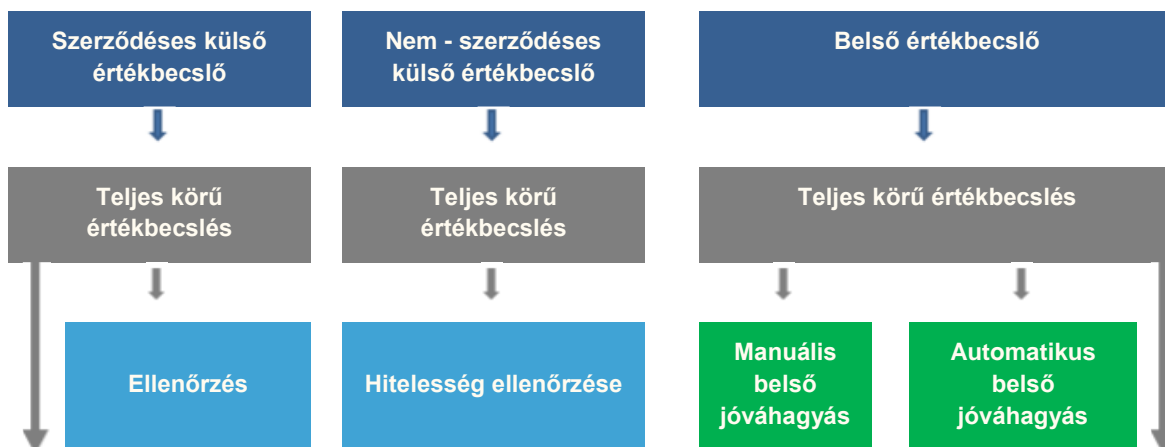 Szerződéses külső
értékbecslő
Nem - szerződéses
külső értékbecslő
Belső értékbecslő
Teljes körű
értékbecslés
Teljes körű
értékbecslés
Teljes körű értékbecslés
Ellenőrzés
Hitelesség ellenőrzése
Manuális
belső
jóváhagyás
Automatikus
belső
jóváhagyás